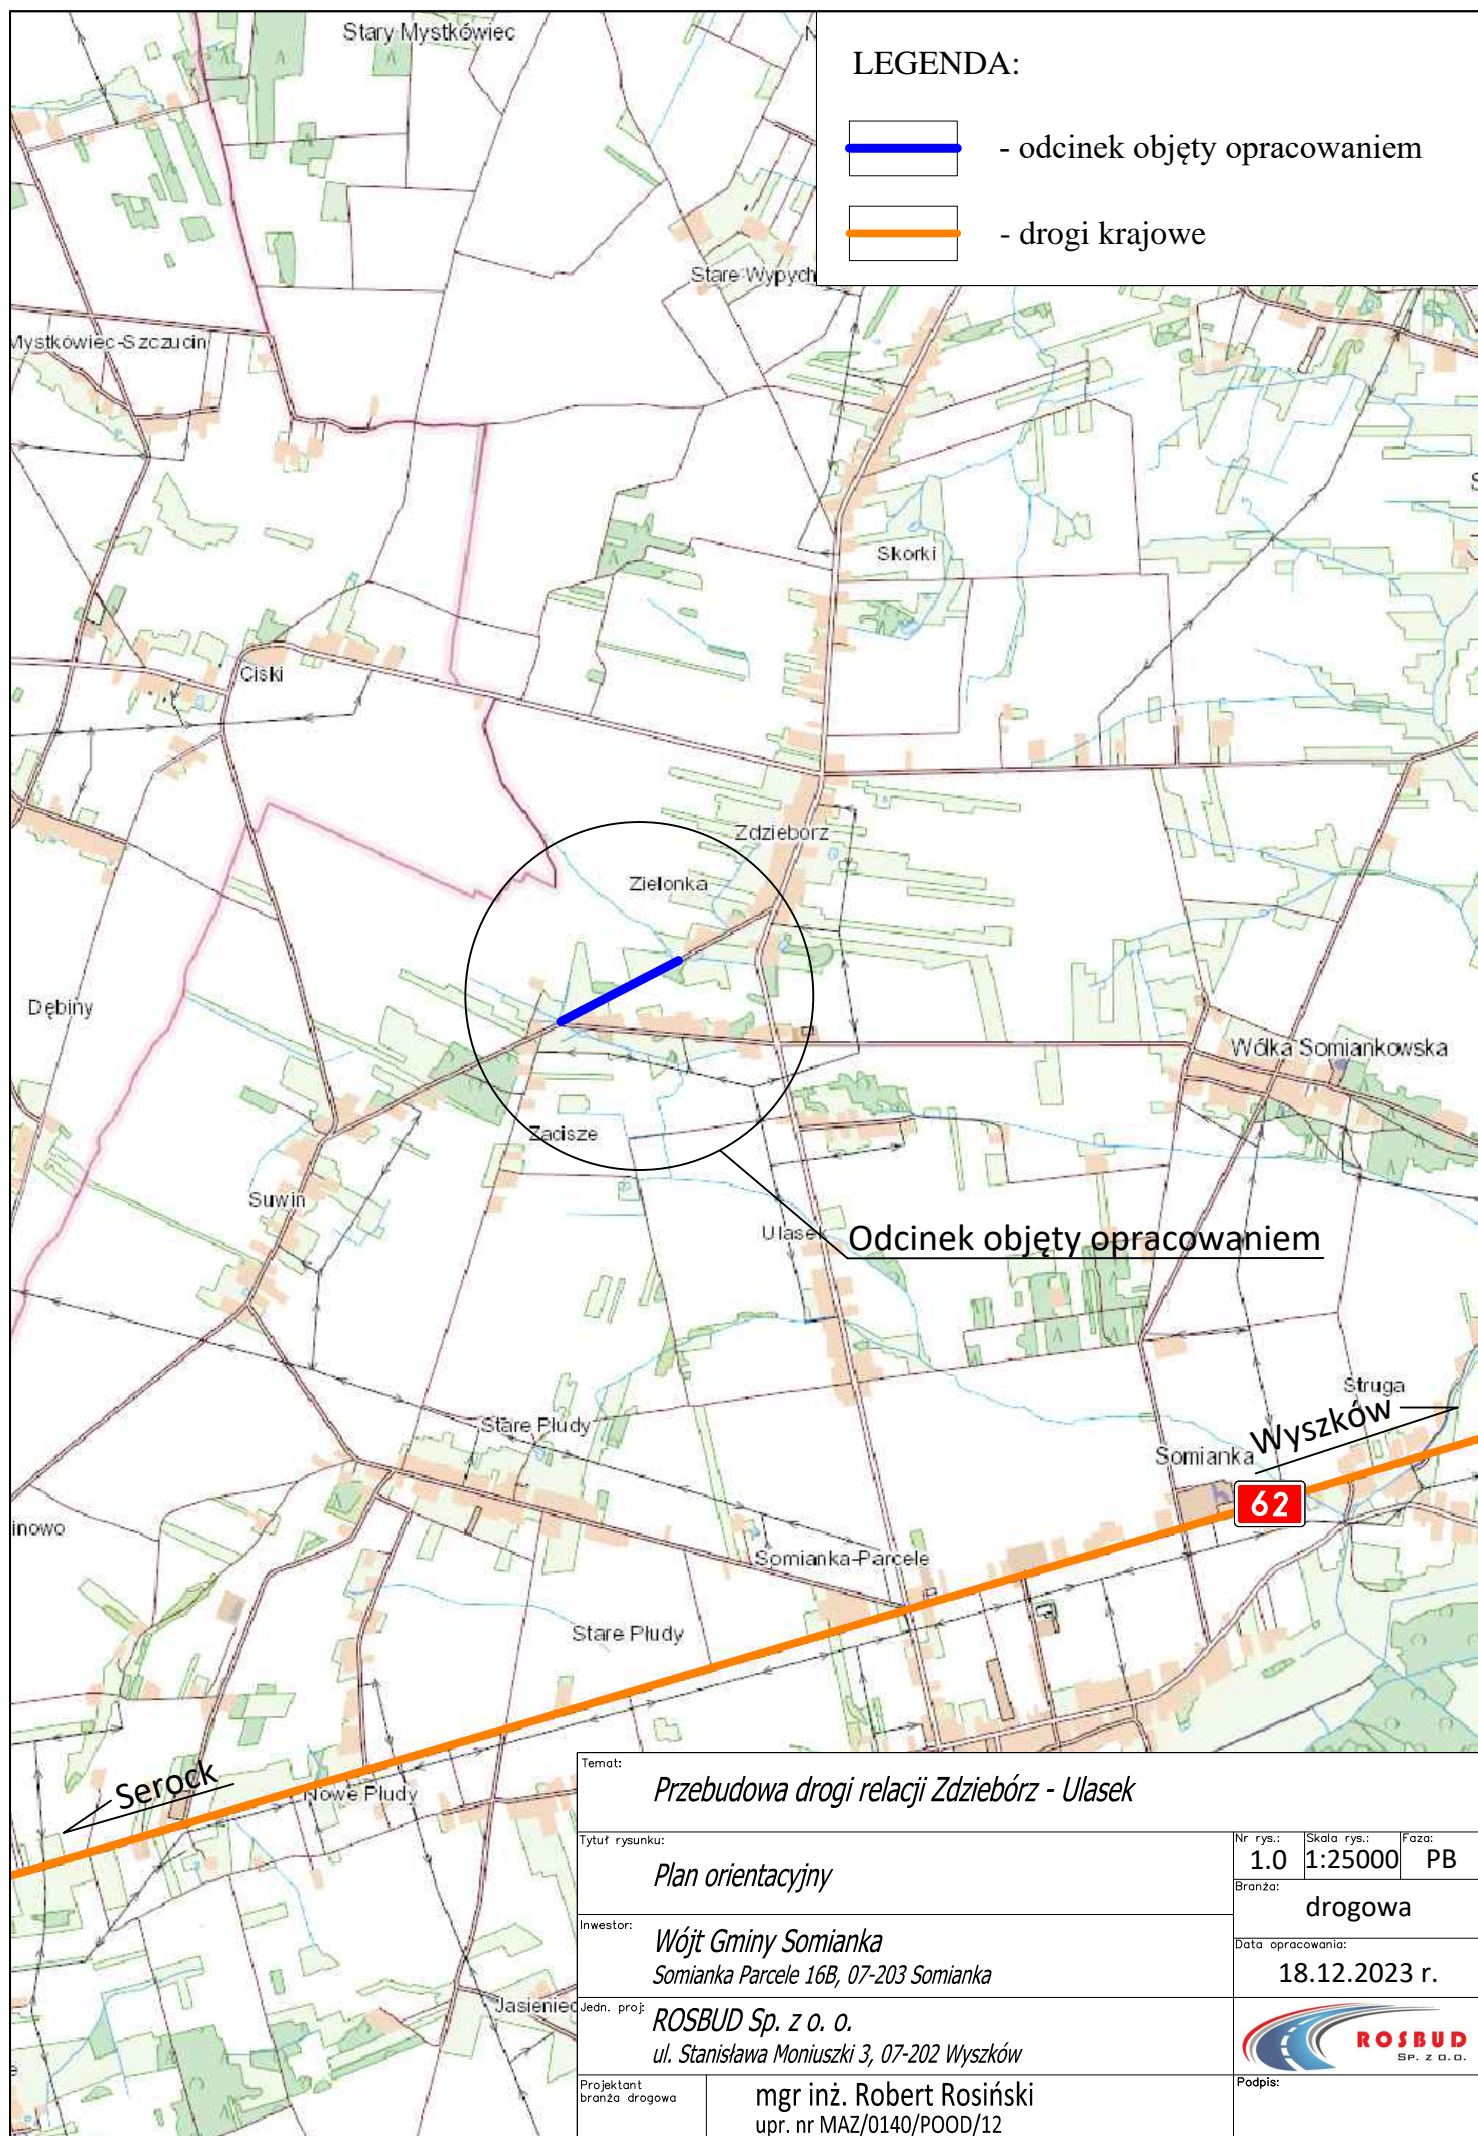 Stary Mystkówiec
LEGENDA:
- odcinek objęty opracowaniem
- drogi krajowe
Stare Wypych
Mystkówiec-Szczucin
Skorki
Ciski
Zdziebórz
Zielonka
Dębiny
Wólka Somiankowska
Zacisze
Suwin
Ulasek
Odcinek objęty opracowaniem
Struga
Wyszków
Stare Płudy
Somianka
62
inowo
Somianka-Parcele
Stare Płudy
Serock
Nowe Płudy
Jasieniec
Temat:
Przebudowa drogi relacji Zdziebórz - Ulasek
Tytuł rysunku:
Plan orientacyjny
Nr rys.: Skala rys.: Faza:
1.0 1:25000 PB
Branża:
drogowa
Inwestor:
Wójt Gminy Somianka
Somianka Parcele 16B, 07-203 Somianka
Data opracowania:
18.12.2023 r.
Jedn. proj:
ROSBUD Sp. z o. o.
ul. Stanisława Moniuszki 3, 07-202 Wyszków
ROSBUD
SP. Z O.O.
Projektant
branża drogowa
mgr inż. Robert Rosiński
upr. nr MAZ/0140/POOD/12
Podpis: